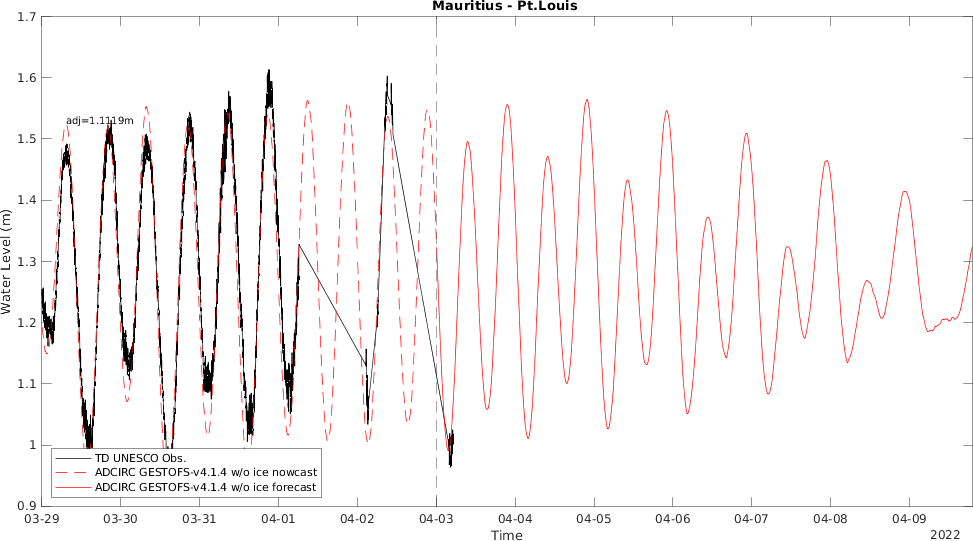 Mauritius - Pt.Louis
1.7
1.6
1.5
1.4
1.3
1.2
1.1
1
0.9
Water Level (m)
adj=1.1119m
TD UNESCO Obs.
ADCIRC GESTOFS-v4.1.4 w/o ice nowcast
ADCIRC GESTOFS-v4.1.4 w/o ice forecast
03-29 03-30 03-31 04-01 04-02 04-03 04-04 04-05 04-06 04-07 04-08 04-09
Time
2022